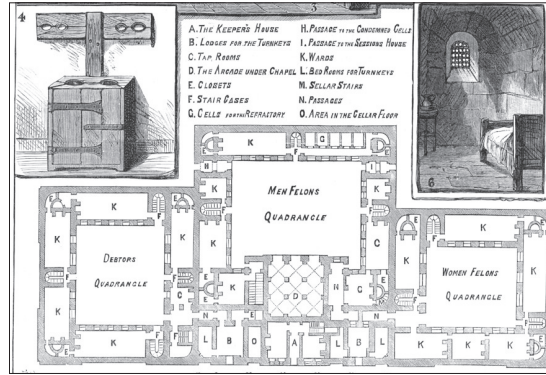 4
3
A. THE KEEPER'S HOUSE
B. LODGES FOR THE TURNKEYS
C. TAP ROOMS
D. THE ARCADE UNDER CHAPEL
E. CLOSETS
F. STAIR CASES
G. CELLS FOR THE REFRACTORY
H. PASSAGE TO THE CONDEMNED CELLS
I. PASSAGE TO THE SESSIONS HOUSE
K. WARDS
L. BED ROOMS FOR TURNKEYS
M. SELLAR STAIRS
N. PASSAGES
O. AREA IN THE CELLAR FLOOR
6
K F G
H I
K F F K
MEN FELONS
QUADRANGLE
E K F E K E F K E
K K K C K
DEBTORS
QUADRANGLE
WOMEN FELONS
QUADRANGLE
F F K D N G F F
K C E E K
N E N
K F L B O A L B L K K K
E F E